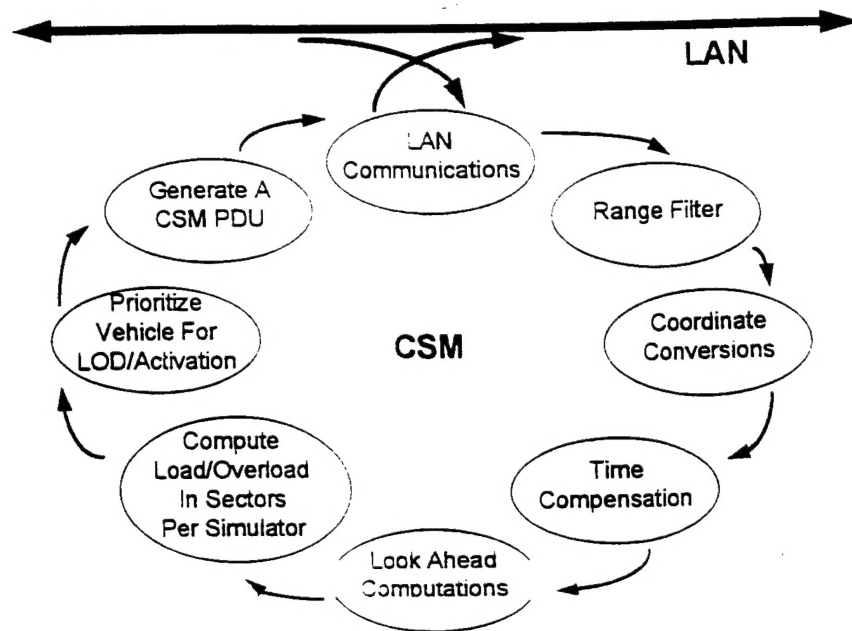 LAN
LAN
Communications
Generate A
CSM PDU
Range Filter
Prioritize
Vehicle For
LOD/Activation
CSM
Coordinate
Conversions
Compute
Load/Overload
In Sectors
Per Simulator
Time
Compensation
Look Ahead
Computations